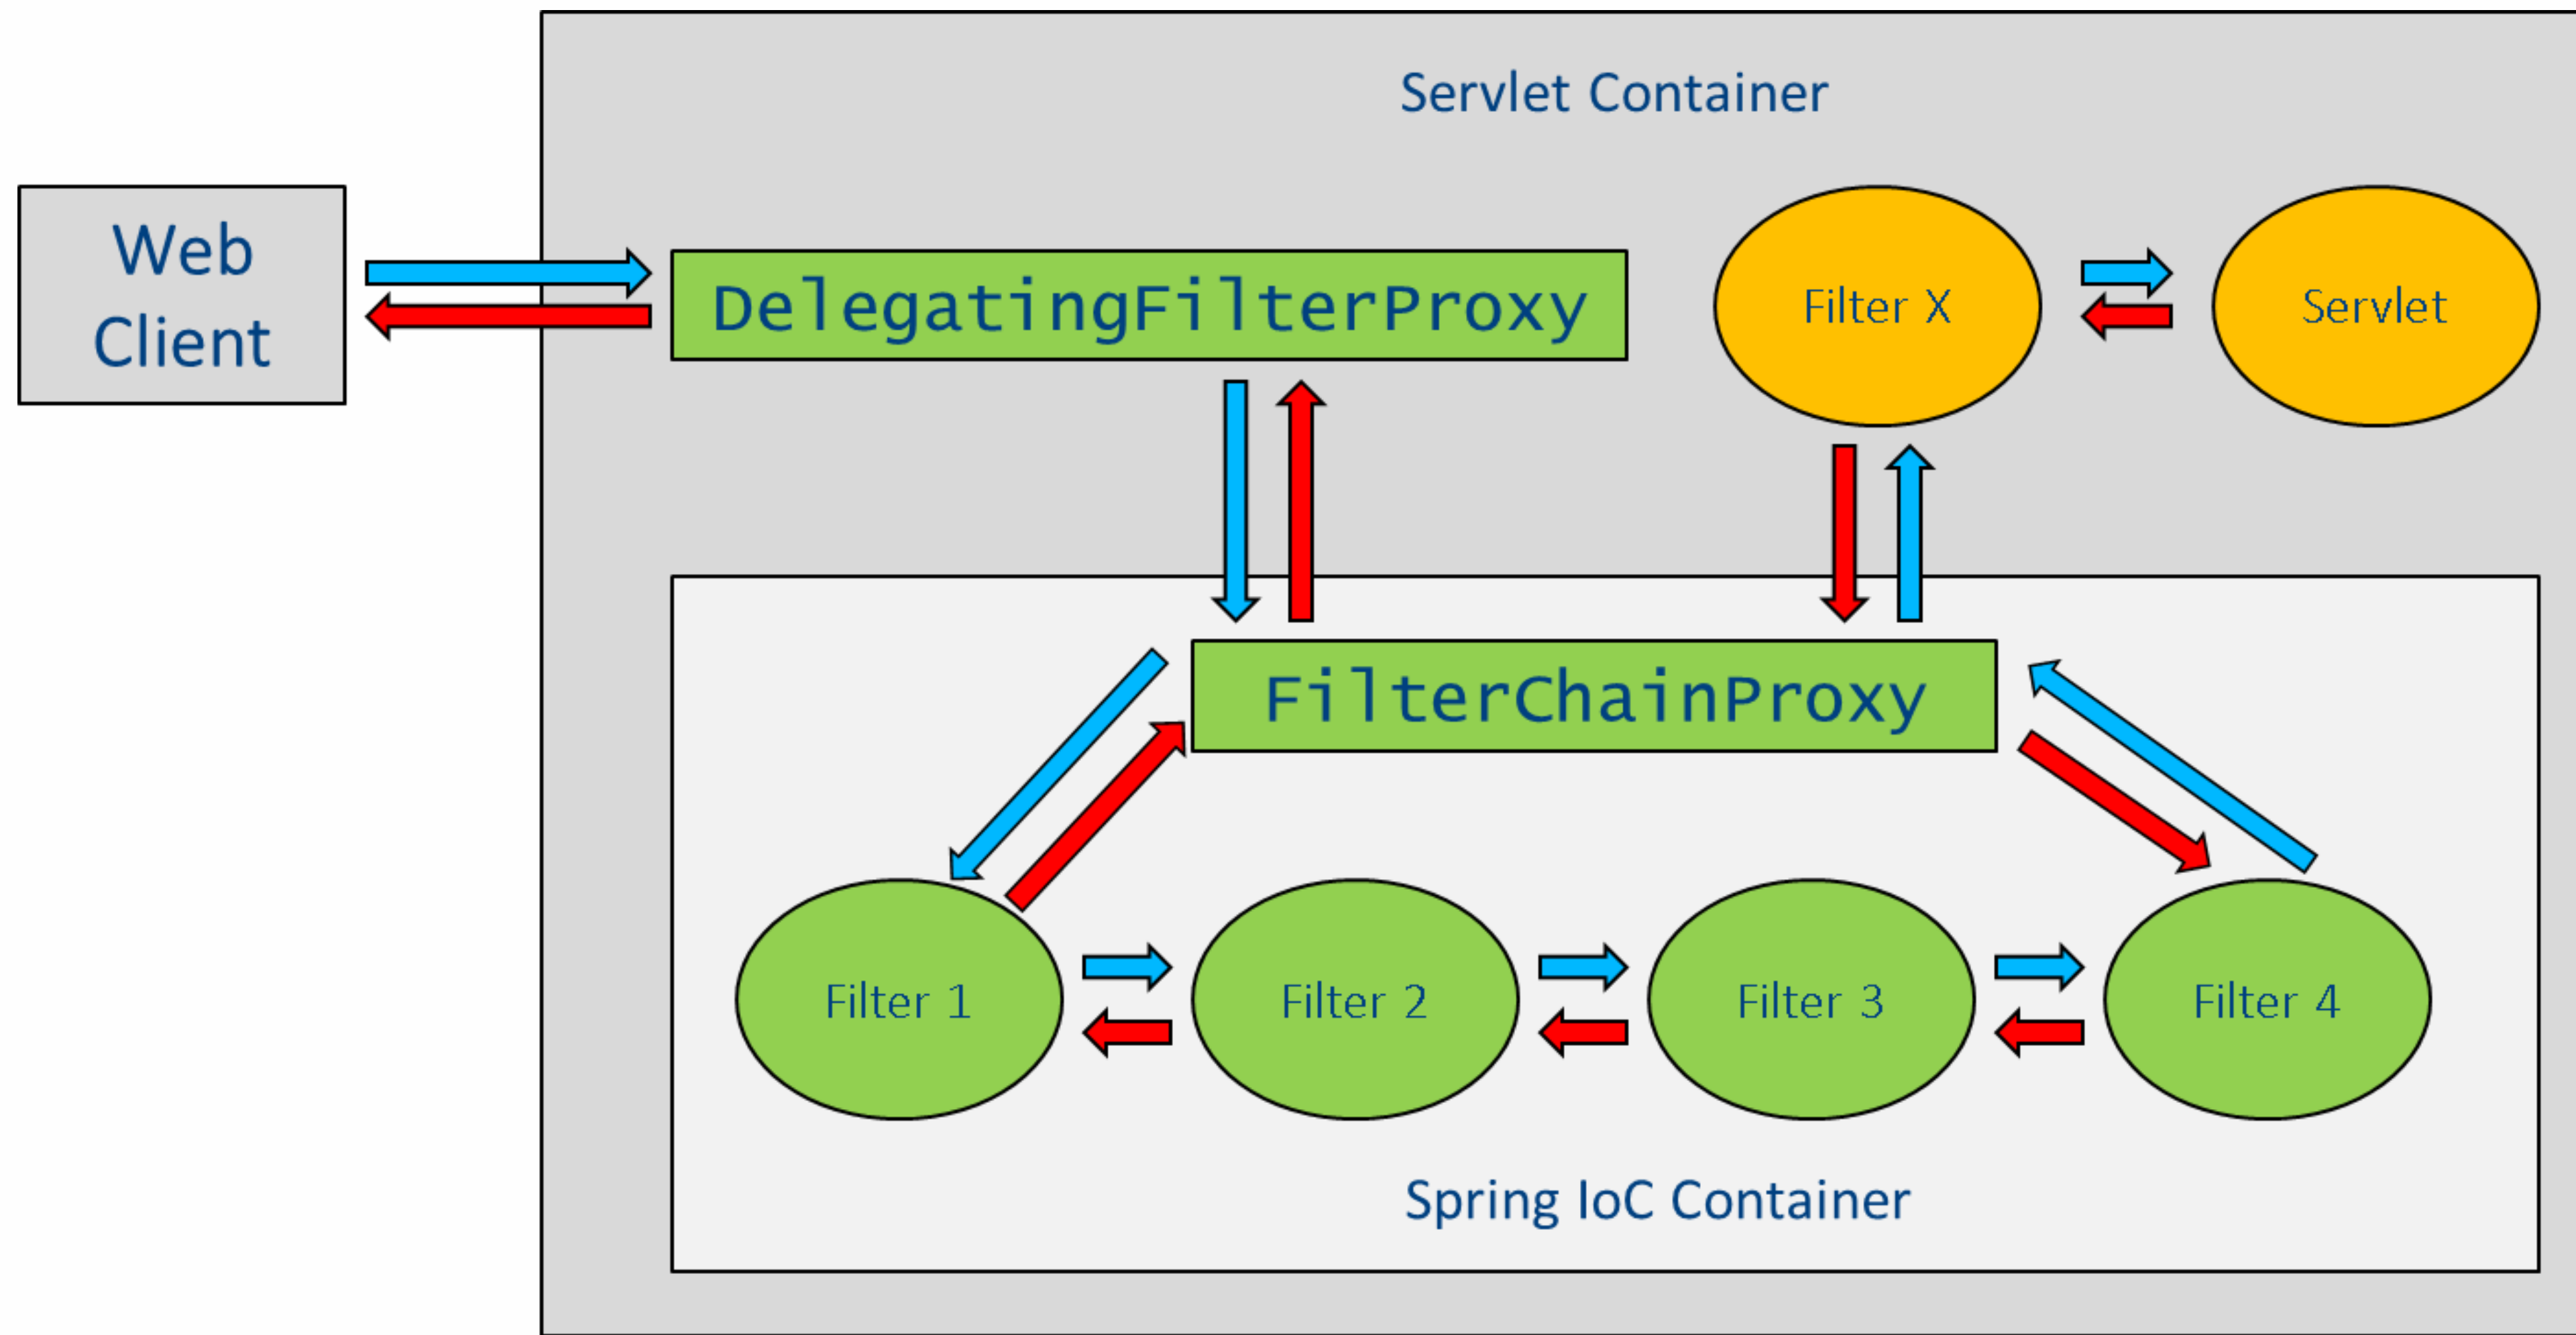 Servlet Container
Web
Client
DelegatingFilterProxy
Filter X
Servlet
FilterChainProxy
Filter 1
Filter 2
Filter 3
Filter 4
Spring IoC Container